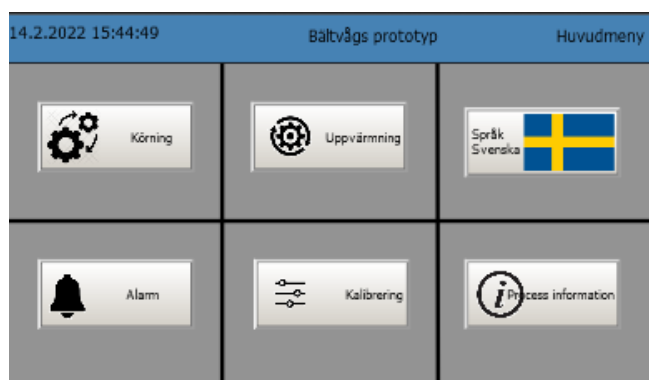 14.2.2022 15:44:49 Bältvågs prototyp Huvudmeny
Körning
Uppvärmning
Språk
Svenska
Alarm
Kalibrering
Process information